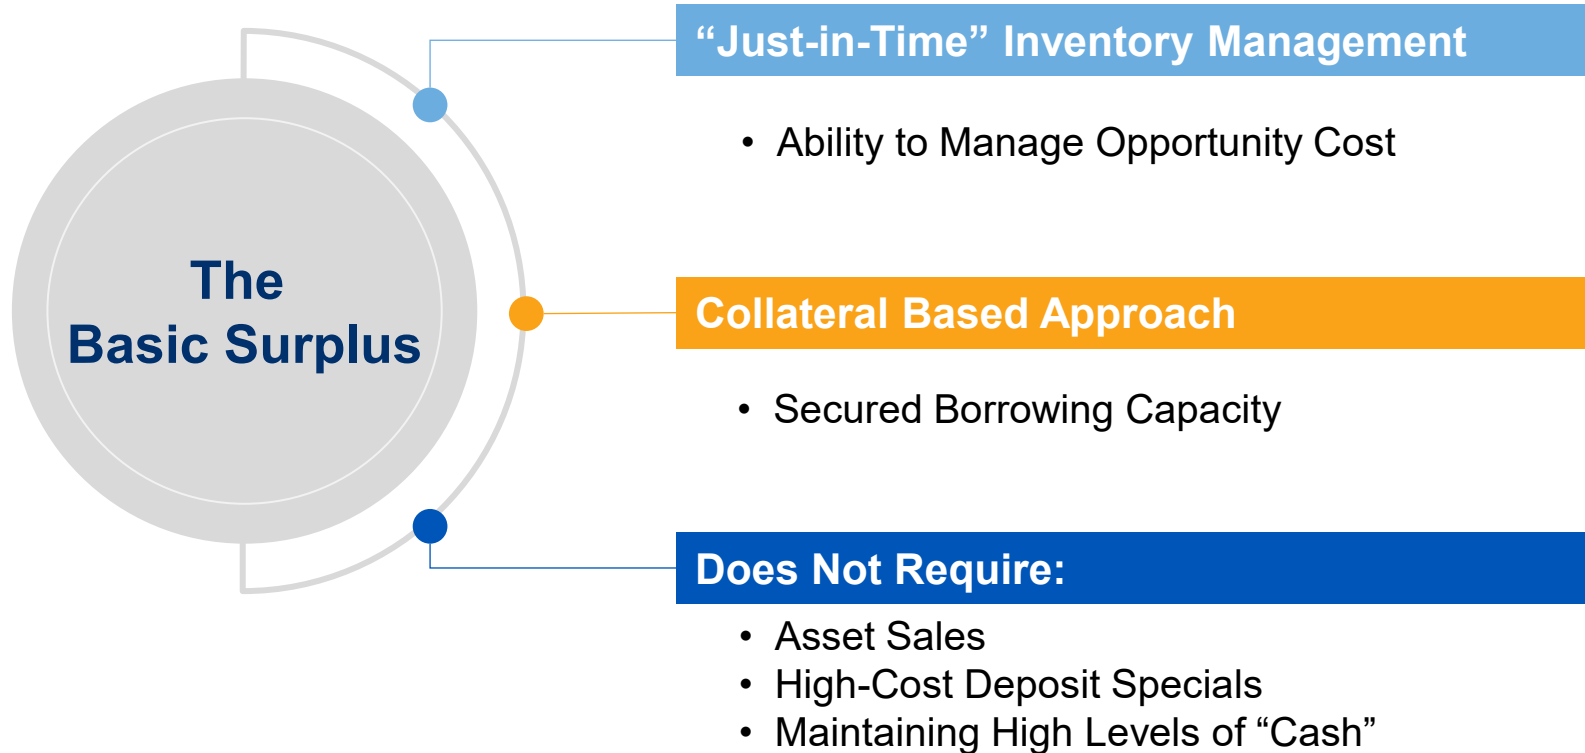 The
Basic Surplus
“Just-in-Time” Inventory Management
• Ability to Manage Opportunity Cost
Collateral Based Approach
• Secured Borrowing Capacity
Does Not Require:
• Asset Sales
• High-Cost Deposit Specials
• Maintaining High Levels of “Cash”